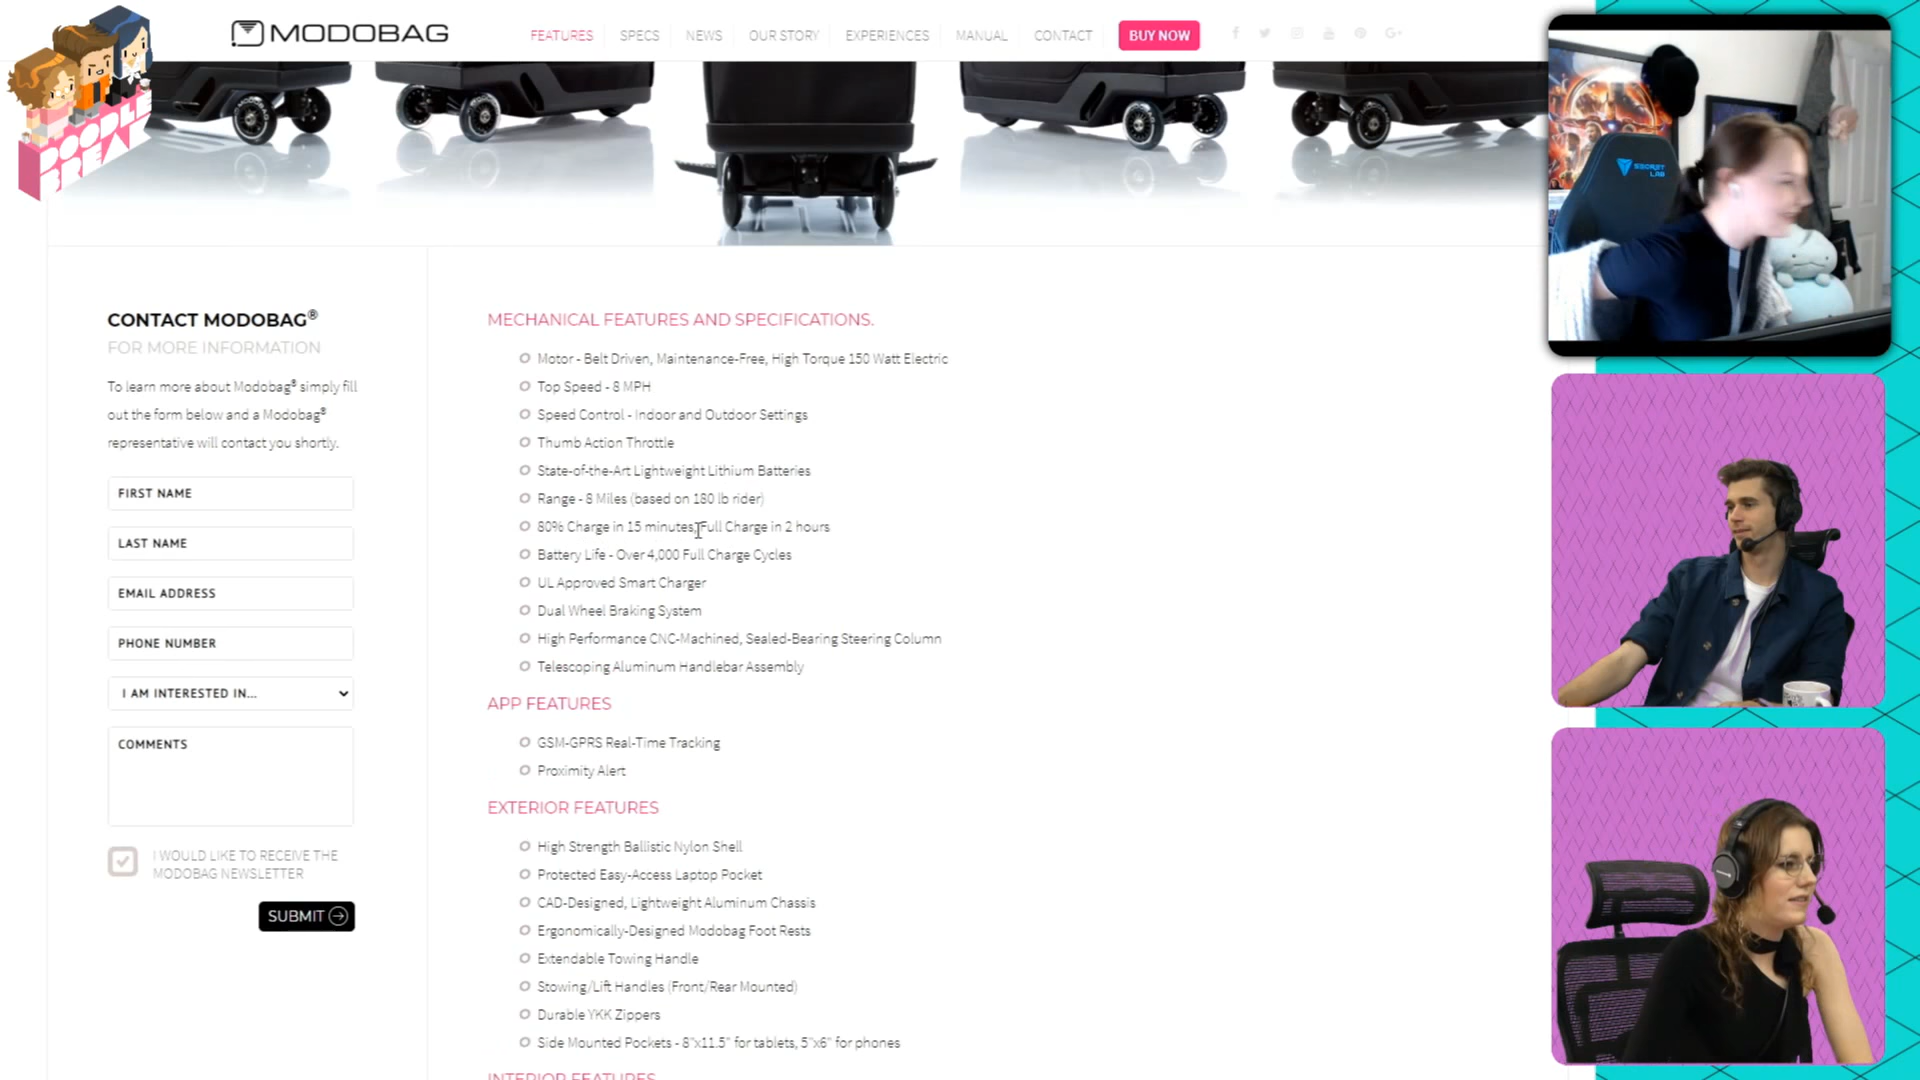 DOODLE
BREAK
MODOBAG
FEATURES
SPECS
NEWS
OUR STORY
EXPERIENCES
MANUAL
CONTACT
BUY NOW
SECRET
LAB
CONTACT MODOBAG®
FOR MORE INFORMATION
To learn more about Modobag® simply fill
out the form below and a Modobag®
representative will contact you shortly.
FIRST NAME
LAST NAME
EMAIL ADDRESS
PHONE NUMBER
I AM INTERESTED IN...
COMMENTS
I WOULD LIKE TO RECEIVE THE
MODOBAG NEWSLETTER
SUBMIT
MECHANICAL FEATURES AND SPECIFICATIONS.
Motor - Belt Driven, Maintenance-Free, High Torque 150 Watt Electric
Top Speed - 8 MPH
Speed Control - Indoor and Outdoor Settings
Thumb Action Throttle
State-of-the-Art Lightweight Lithium Batteries
Range - 8 Miles (based on 180 lb rider)
80% Charge in 15 minutes, Full Charge in 2 hours
Battery Life - Over 4,000 Full Charge Cycles
UL Approved Smart Charger
Dual Wheel Braking System
High Performance CNC-Machined, Sealed-Bearing Steering Column
Telescoping Aluminum Handlebar Assembly
APP FEATURES
GSM-GPRS Real-Time Tracking
Proximity Alert
EXTERIOR FEATURES
High Strength Ballistic Nylon Shell
Protected Easy-Access Laptop Pocket
CAD-Designed, Lightweight Aluminum Chassis
Ergonomically-Designed Modobag Foot Rests
Extendable Towing Handle
Stowing/Lift Handles (Front/Rear Mounted)
Durable YKK Zippers
Side Mounted Pockets - 8"x11.5" for tablets, 5"x6" for phones
INTERIOR FEATURES